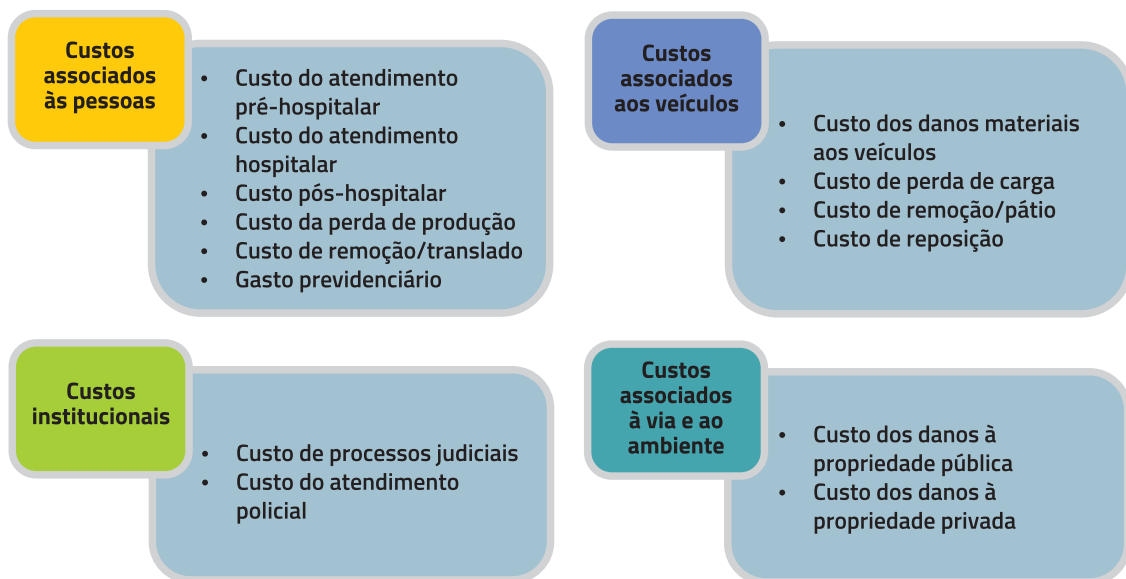 Custos
associados
às pessoas
• Custo do atendimento
pré-hospitalar
• Custo do atendimento
hospitalar
• Custo pós-hospitalar
• Custo da perda de produção
• Custo de remoção/translado
• Gasto previdenciário
Custos
associados
aos veículos
• Custo dos danos materiais
aos veículos
• Custo de perda de carga
• Custo de remoção/pátio
• Custo de reposição
Custos
institucionais
• Custo de processos judiciais
• Custo do atendimento
policial
Custos
associados
à via e ao
ambiente
• Custo dos danos à
propriedade pública
• Custo dos danos à
propriedade privada